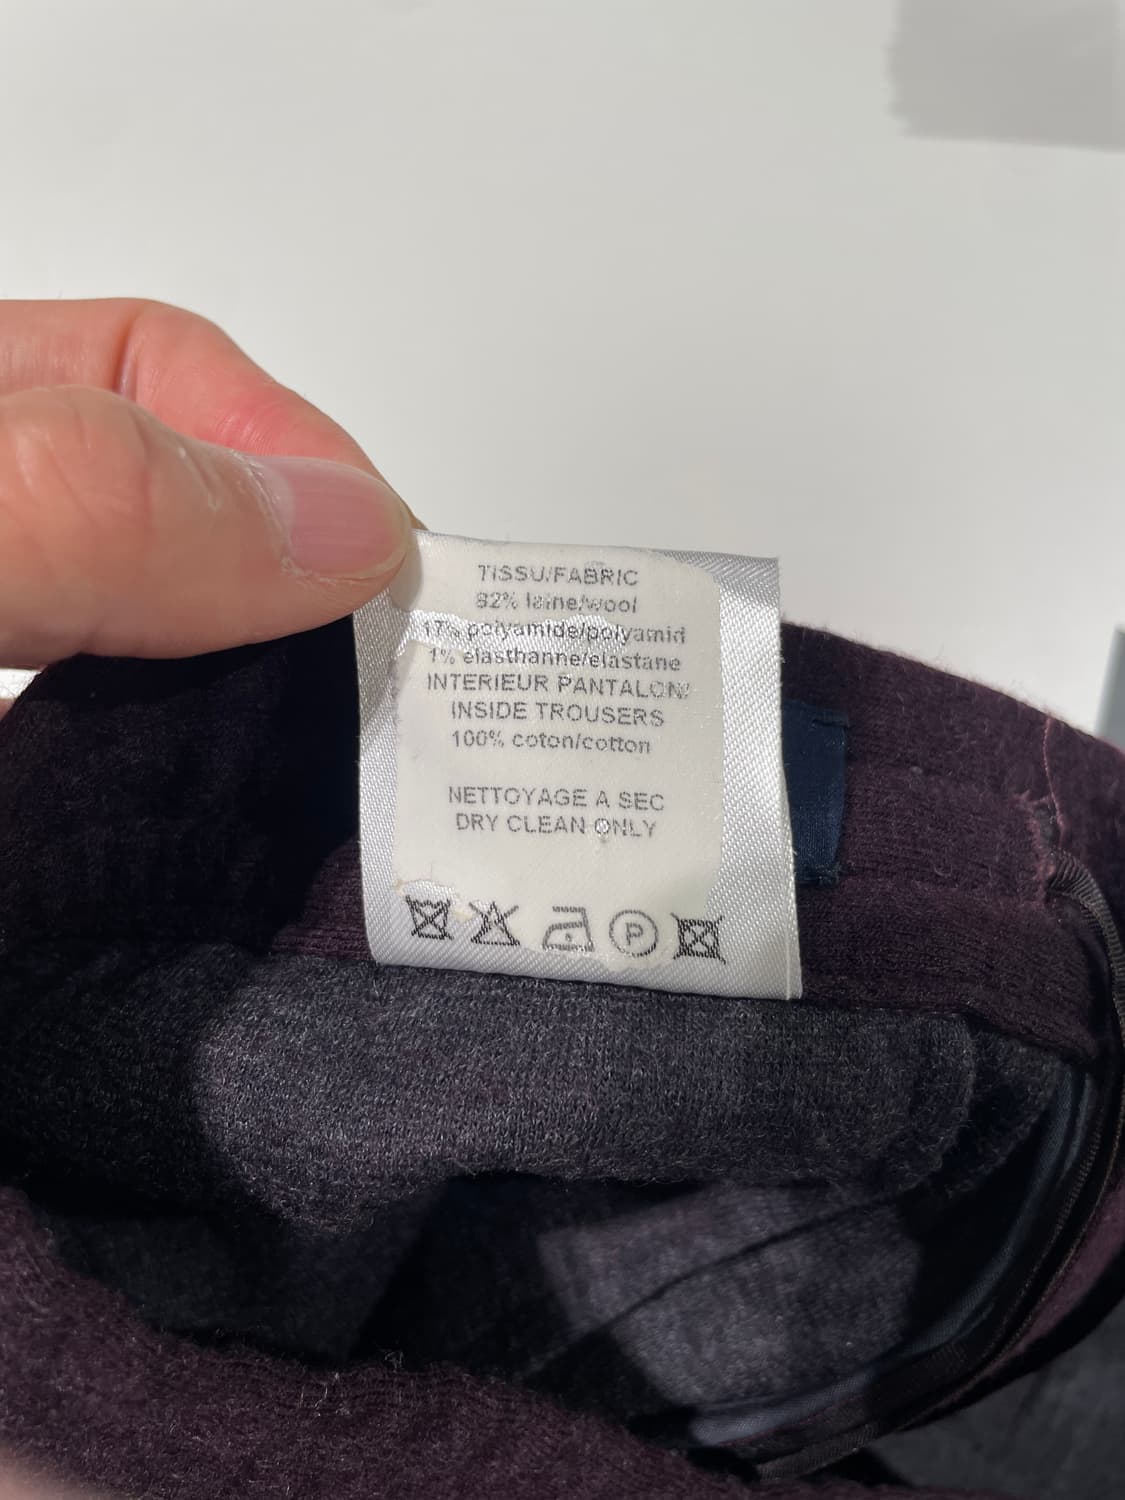 TISSU/FABRIC
82% laine/wool
17% polyamide/polyamid
1% elasthanne/elastane
INTERIEUR PANTALON/
INSIDE TROUSERS
100% coton/cotton
NETTOYAGE A SEC
DRY CLEAN ONLY
P